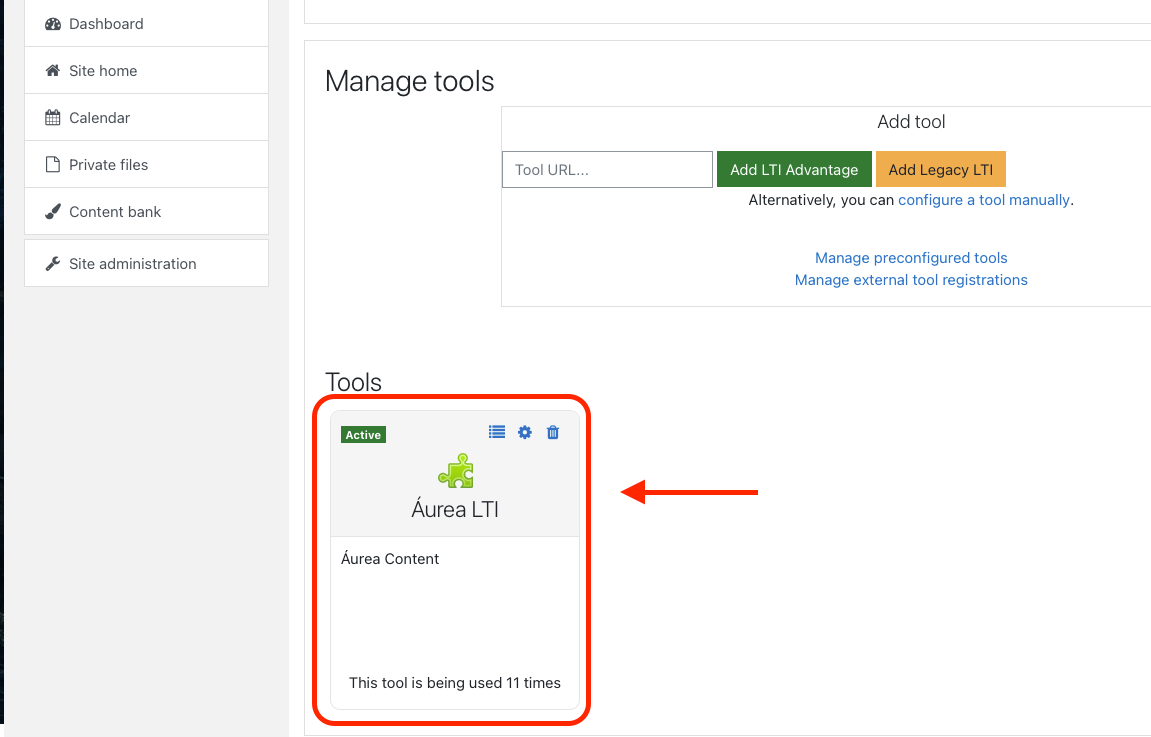 Dashboard
Site home
Calendar
Private files
Content bank
Site administration
Manage tools
Add tool
Tool URL... Add LTI Advantage Add Legacy LTI
Alternatively, you can configure a tool manually.
Manage preconfigured tools
Manage external tool registrations
Tools
Active
Áurea LTI
Áurea Content
This tool is being used 11 times